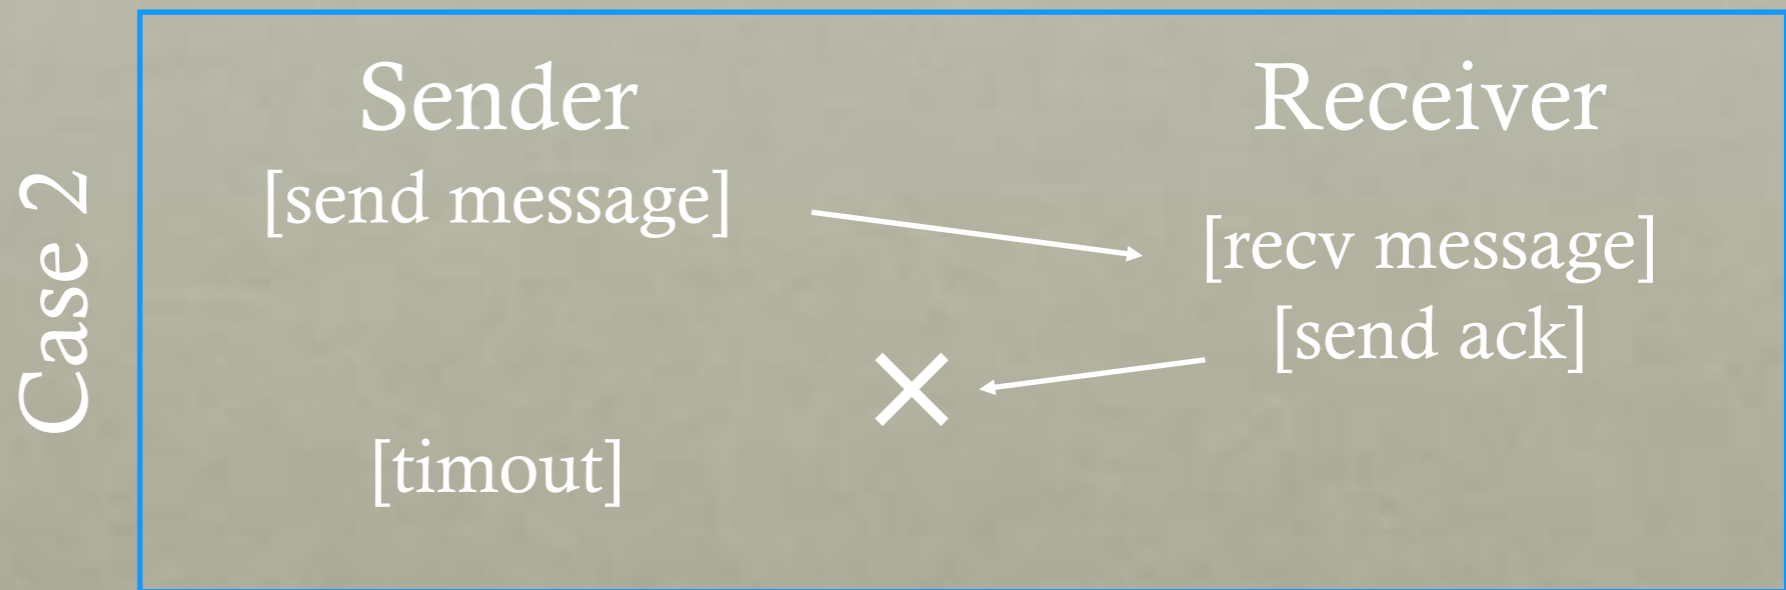 Case 2
Sender
Receiver
[send message]
[recv message]
[send ack]
[timout]